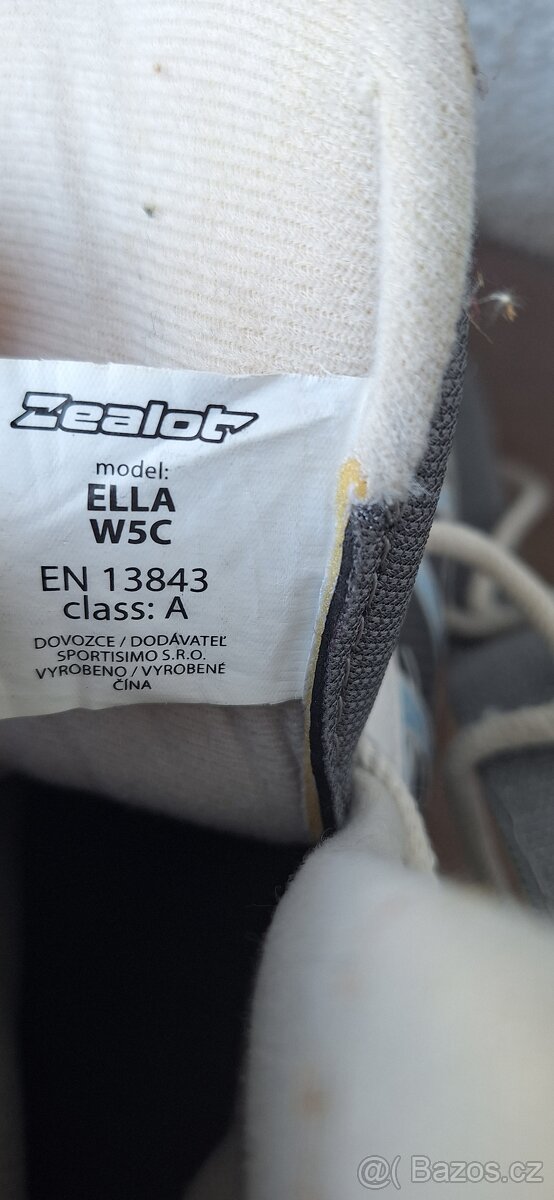 Zealot
model:
ELLA
W5C
EN 13843
class: A
DOVOZCE / DODÁVATEĽ
SPORTISIMO S.R.O.
VYROBENO / VYROBENÉ
ČÍNA
@( Bazos.cz